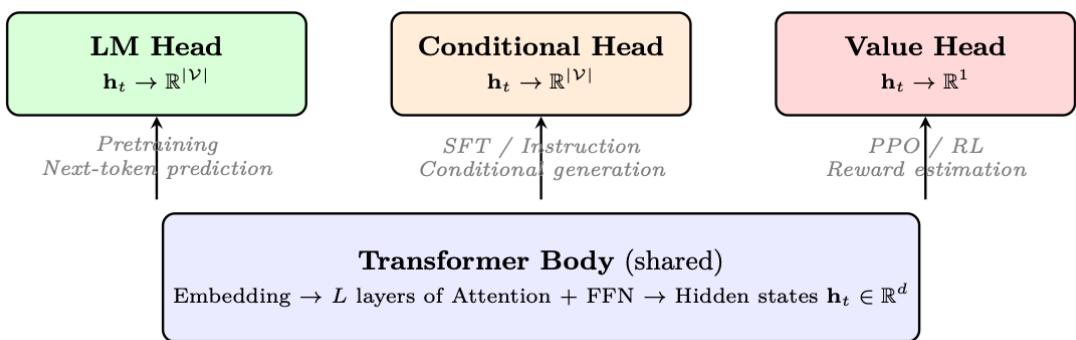 LM Head
h_t → ℝ^|𝒱|
Conditional Head
h_t → ℝ^|𝒱|
Value Head
h_t → ℝ^1
Pretraining
Next-token prediction
SFT / Instruction
Conditional generation
PPO / RL
Reward estimation
Transformer Body (shared)
Embedding → L layers of Attention + FFN → Hidden states h_t ∈ ℝ^d